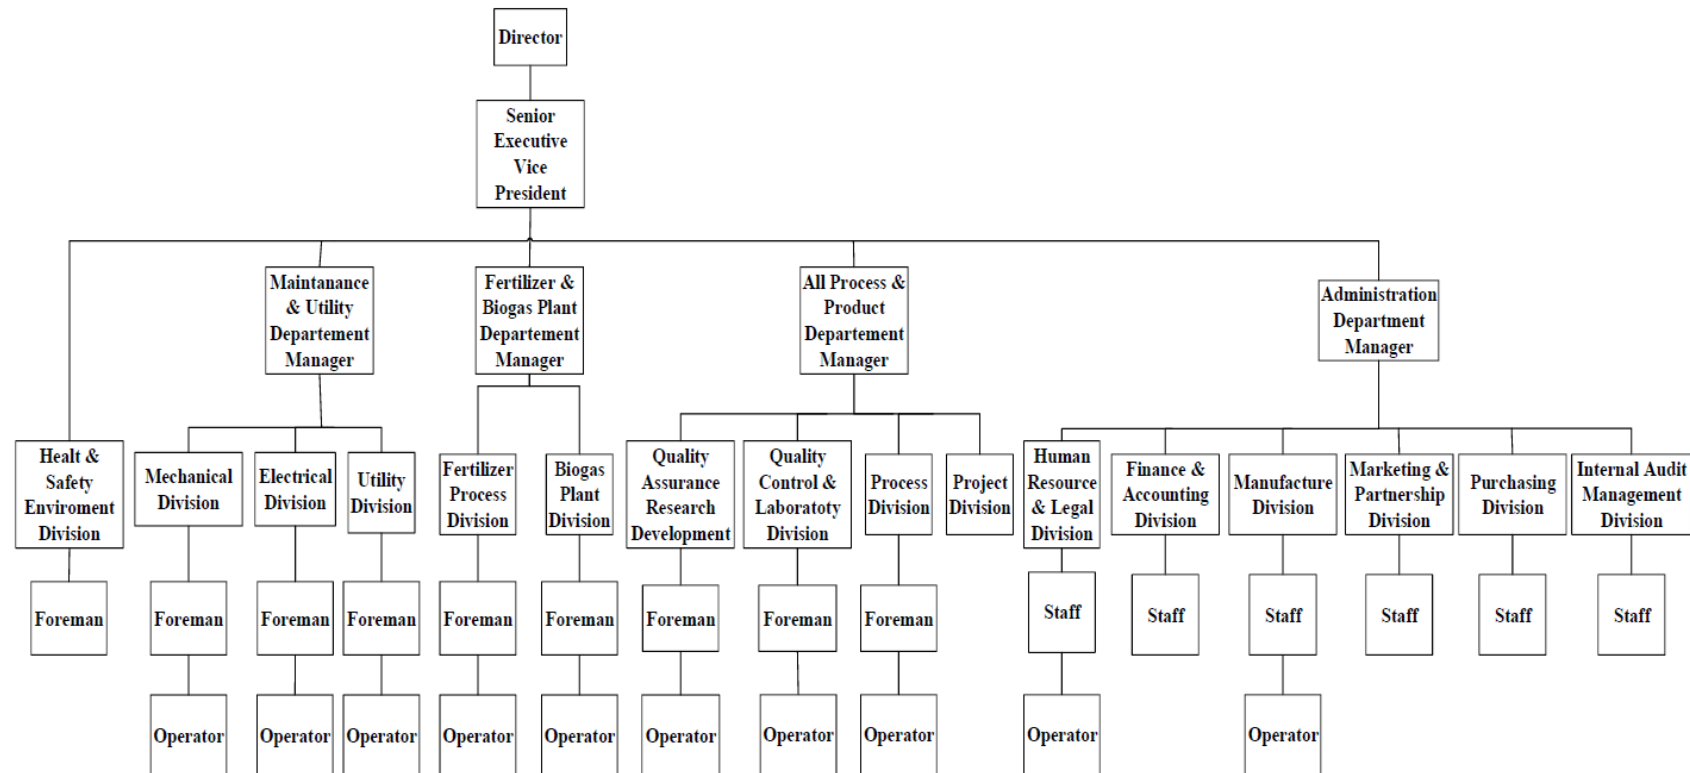 Director
Senior
Executive
Vice
President
Maintanance
& Utility
Departement
Manager
Fertilizer &
Biogas Plant
Departement
Manager
All Process &
Product
Departement
Manager
Administration
Department
Manager
Healt &
Safety
Enviroment
Division
Mechanical
Division
Electrical
Division
Utility
Division
Fertilizer
Process
Division
Biogas
Plant
Division
Quality
Assurance
Research
Development
Quality
Control &
Laboratoty
Division
Process
Division
Project
Division
Human
Resource
& Legal
Division
Finance &
Accounting
Division
Manufacture
Division
Marketing &
Partnership
Division
Purchasing
Division
Internal Audit
Management
Division
Foreman
Foreman
Foreman
Foreman
Foreman
Foreman
Foreman
Foreman
Foreman
Staff
Staff
Staff
Staff
Staff
Staff
Operator
Operator
Operator
Operator
Operator
Operator
Operator
Operator
Operator
Operator